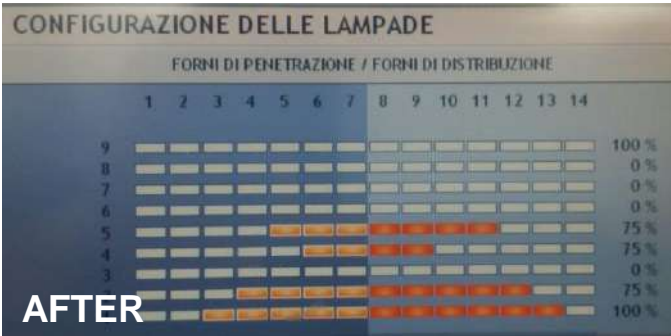 CONFIGURAZIONE DELLE LAMPADE
FORNI DI PENETRAZIONE / FORNI DI DISTRIBUZIONE
1 2 3 4 5 6 7 8 9 10 11 12 13 14
9 100 %
8 0 %
7 0 %
6 0 %
5 75 %
4 75 %
3 0 %
75 %
100 %
AFTER